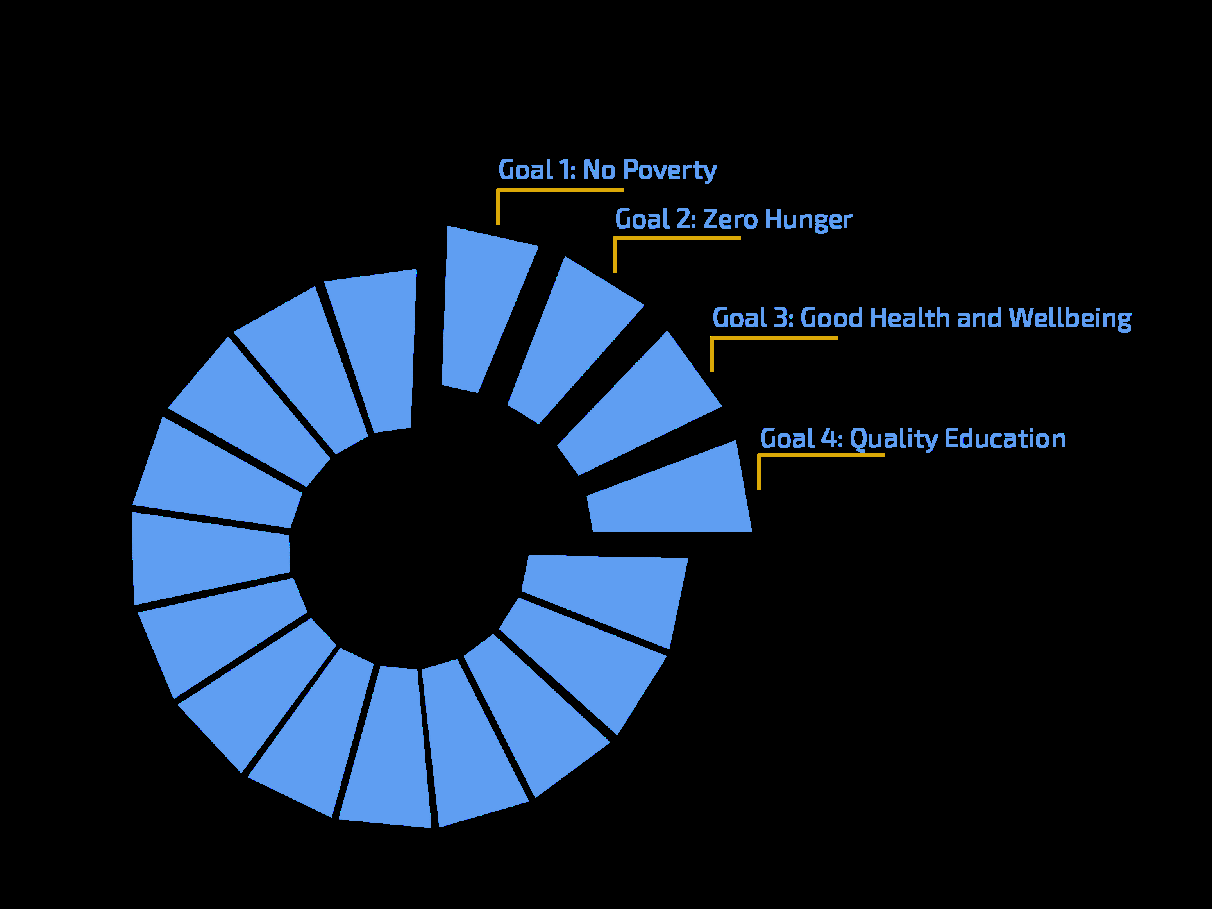 Goal 1: No Poverty
Goal 2: Zero Hunger
Goal 3: Good Health and Wellbeing
Goal 4: Quality Education